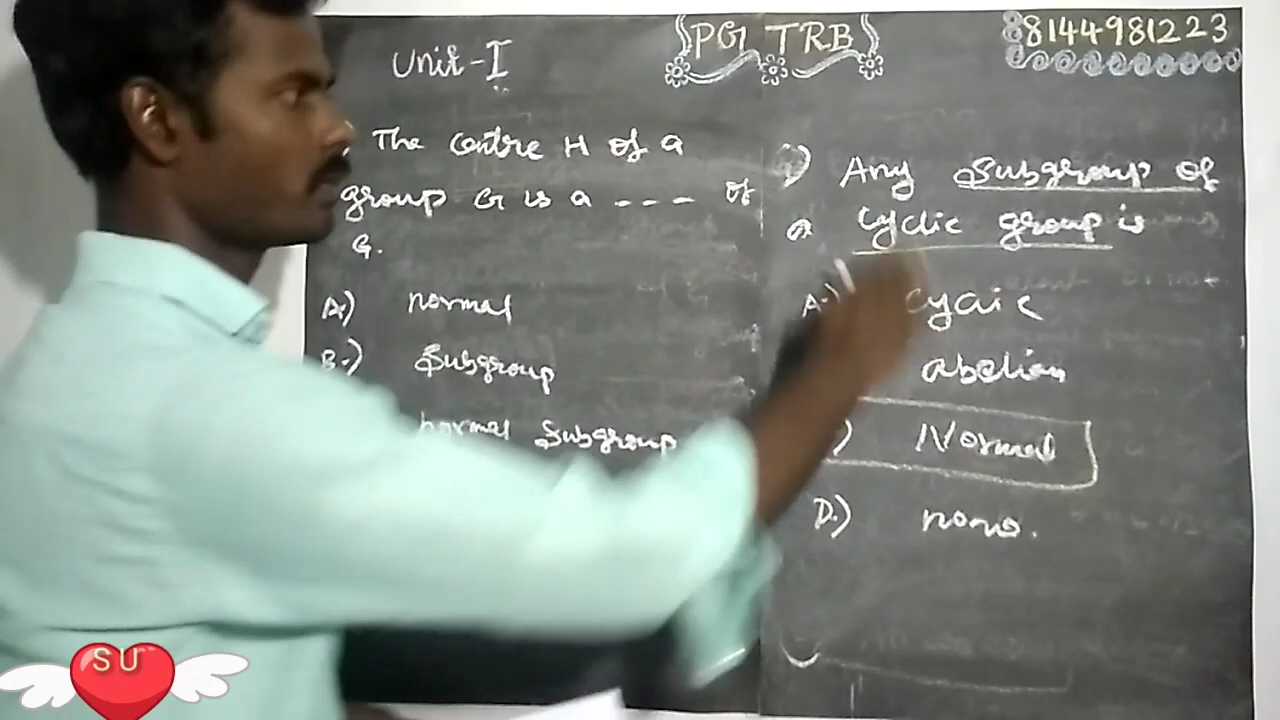 Unit-I
PG TRB
8144981223
The centre H of a
group G is a --- of
G.
A.) normal
B.) Subgroup
normal Subgroup
Any Subgroup of
a cyclic group is
A.) cyclic
abelian
) Normal
D.) none.
SU